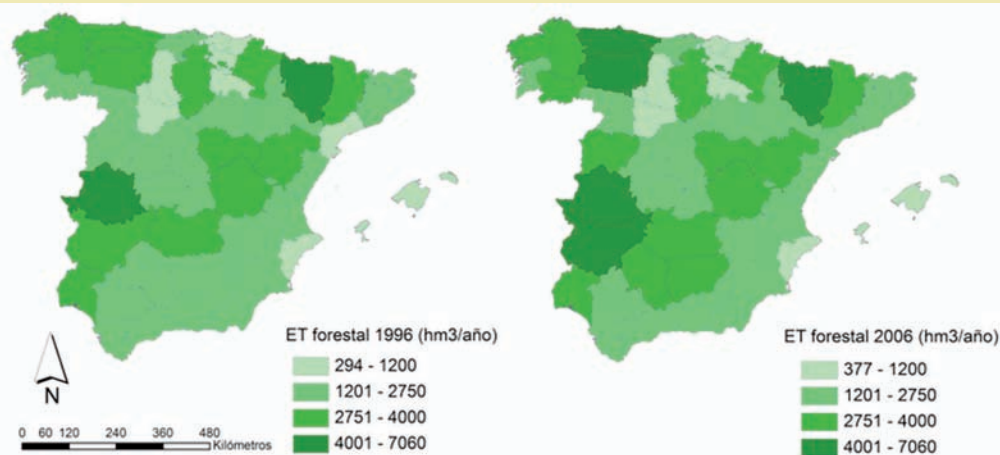 ET forestal 1996 (hm3/año)
294 - 1200
1201 - 2750
2751 - 4000
4001 - 7060
N
0 60 120 240 360 480
Kilómetros
ET forestal 2006 (hm3/año)
377 - 1200
1201 - 2750
2751 - 4000
4001 - 7060